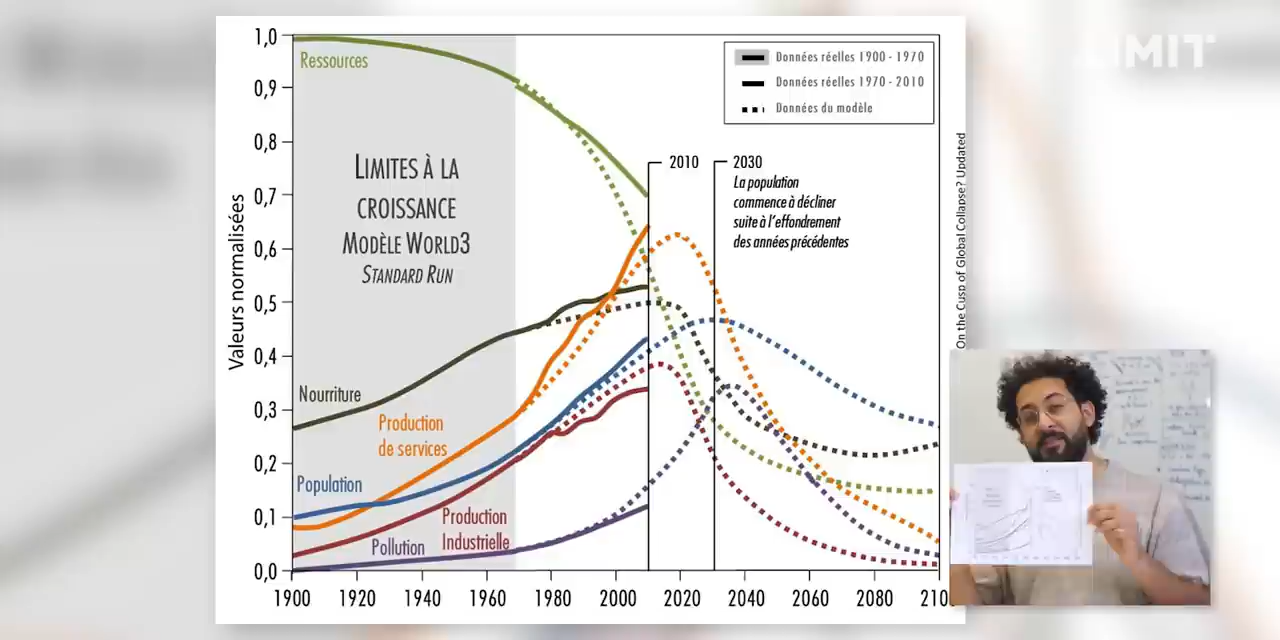 LIMIT
1,0
0,9
0,8
0,7
0,6
0,5
0,4
0,3
0,2
0,1
0,0
Valeurs normalisées
Ressources
LIMITES À LA
CROISSANCE
MODÈLE WORLD3
STANDARD RUN
Données réelles 1900 - 1970
Données réelles 1970 - 2010
Données du modèle
2010
2030
La population
commence à décliner
suite à l'effondrement
des années précédentes
Nourriture
Production
de services
Population
Production
Industrielle
Pollution
1900
1920
1940
1960
1980
2000
2020
2040
2060
2080
210
On the Cusp of Global Collapse? Updated